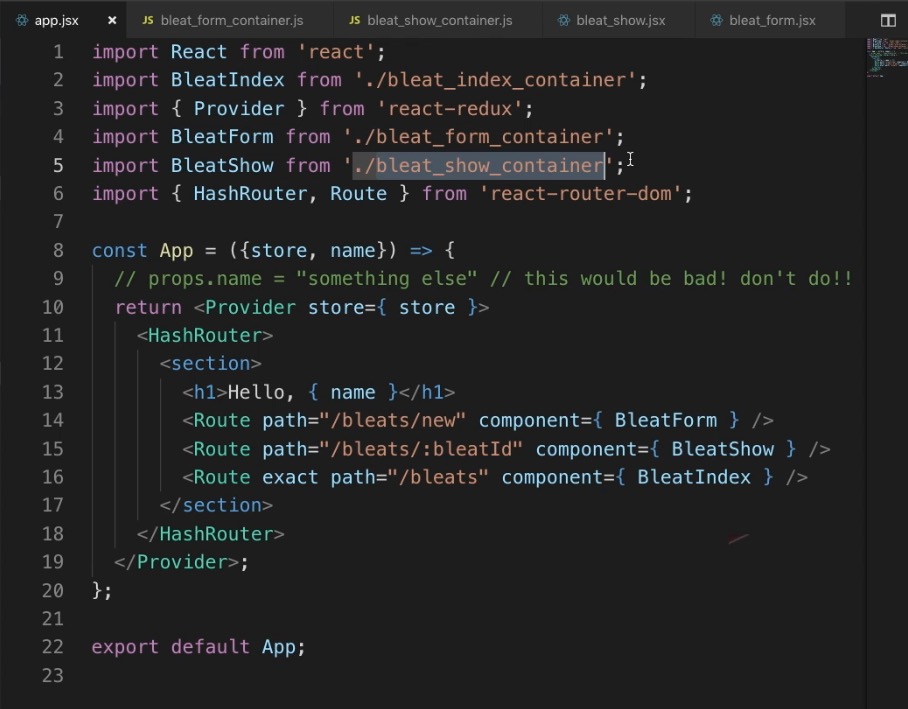 app.jsx × JS bleat_form_container.js JS bleat_show_container.js bleat_show.jsx bleat_form.jsx
1 import React from 'react';
2 import BleatIndex from './bleat_index_container';
3 import { Provider } from 'react-redux';
4 import BleatForm from './bleat_form_container';
5 import BleatShow from './bleat_show_container';
6 import { HashRouter, Route } from 'react-router-dom';
7
8 const App = ({store, name}) => {
9   // props.name = "something else" // this would be bad! don't do!!
10   return <Provider store={ store }>
11     <HashRouter>
12       <section>
13         <h1>Hello, { name }</h1>
14         <Route path="/bleats/new" component={ BleatForm } />
15         <Route path="/bleats/:bleatId" component={ BleatShow } />
16         <Route exact path="/bleats" component={ BleatIndex } />
17       </section>
18     </HashRouter>
19   </Provider>;
20 };
21
22 export default App;
23